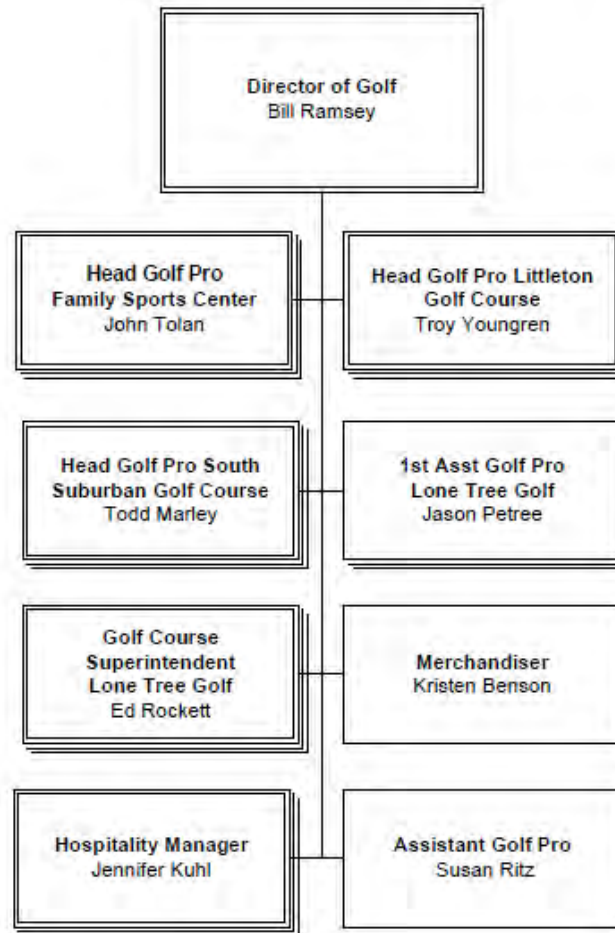 Director of Golf
Bill Ramsey
Head Golf Pro
Family Sports Center
John Tolan
Head Golf Pro Littleton
Golf Course
Troy Youngren
Head Golf Pro South
Suburban Golf Course
Todd Marley
1st Asst Golf Pro
Lone Tree Golf
Jason Petree
Golf Course
Superintendent
Lone Tree Golf
Ed Rockett
Merchandiser
Kristen Benson
Hospitality Manager
Jennifer Kuhl
Assistant Golf Pro
Susan Ritz